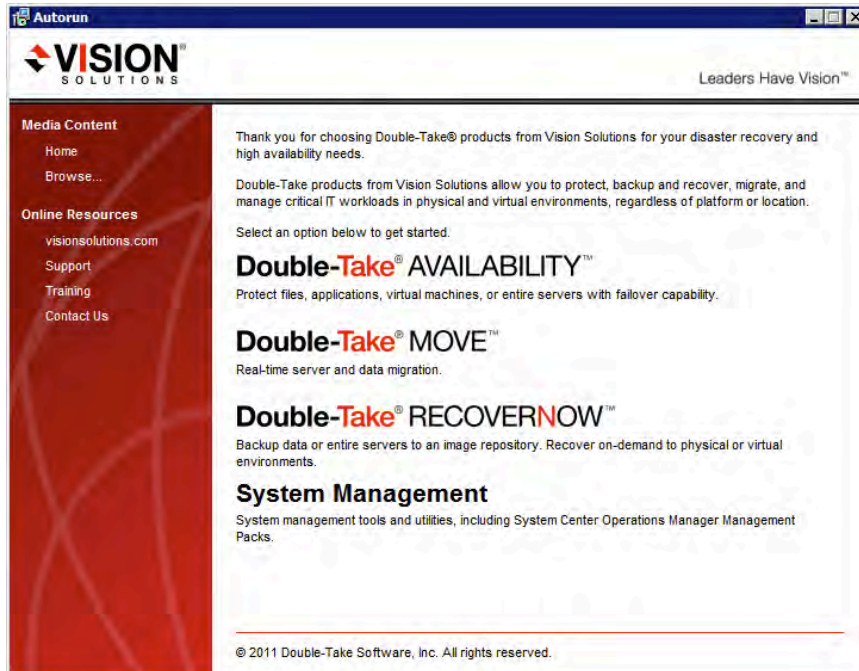 Autorun
VISION®
SOLUTIONS
Leaders Have Vision™
Media Content
Home
Browse...
Online Resources
visionsolutions.com
Support
Training
Contact Us
Thank you for choosing Double-Take® products from Vision Solutions for your disaster recovery and
high availability needs.
Double-Take products from Vision Solutions allow you to protect, backup and recover, migrate, and
manage critical IT workloads in physical and virtual environments, regardless of platform or location.
Select an option below to get started.
Double-Take® AVAILABILITY™
Protect files, applications, virtual machines, or entire servers with failover capability.
Double-Take® MOVE™
Real-time server and data migration.
Double-Take® RECOVERNOW™
Backup data or entire servers to an image repository. Recover on-demand to physical or virtual
environments.
System Management
System management tools and utilities, including System Center Operations Manager Management
Packs.
© 2011 Double-Take Software, Inc. All rights reserved.